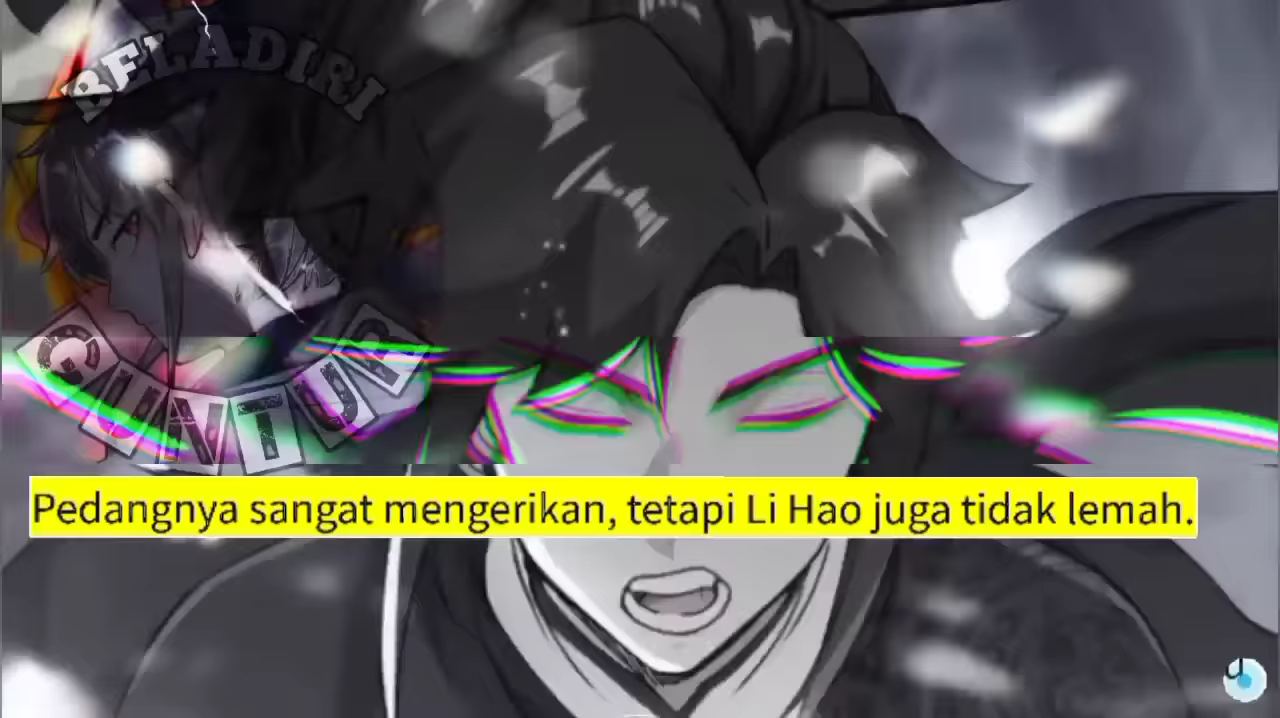 BELADIRI
GUNTUR
Pedangnya sangat mengerikan, tetapi Li Hao juga tidak lemah.